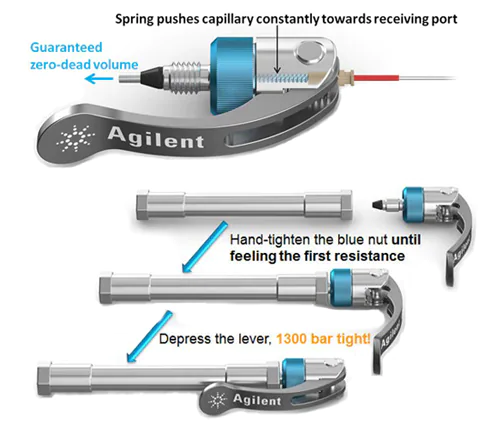 Spring pushes capillary constantly towards receiving port
Guaranteed
zero-dead volume
Agilent
Hand-tighten the blue nut until
feeling the first resistance
Depress the lever, 1300 bar tight!
Agilent